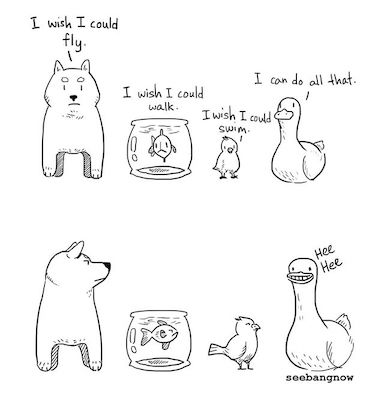 I wish I could
fly.
I wish I could
walk.
I wish I could
swim.
I can do all that.
Hee
Hee
seebangnow